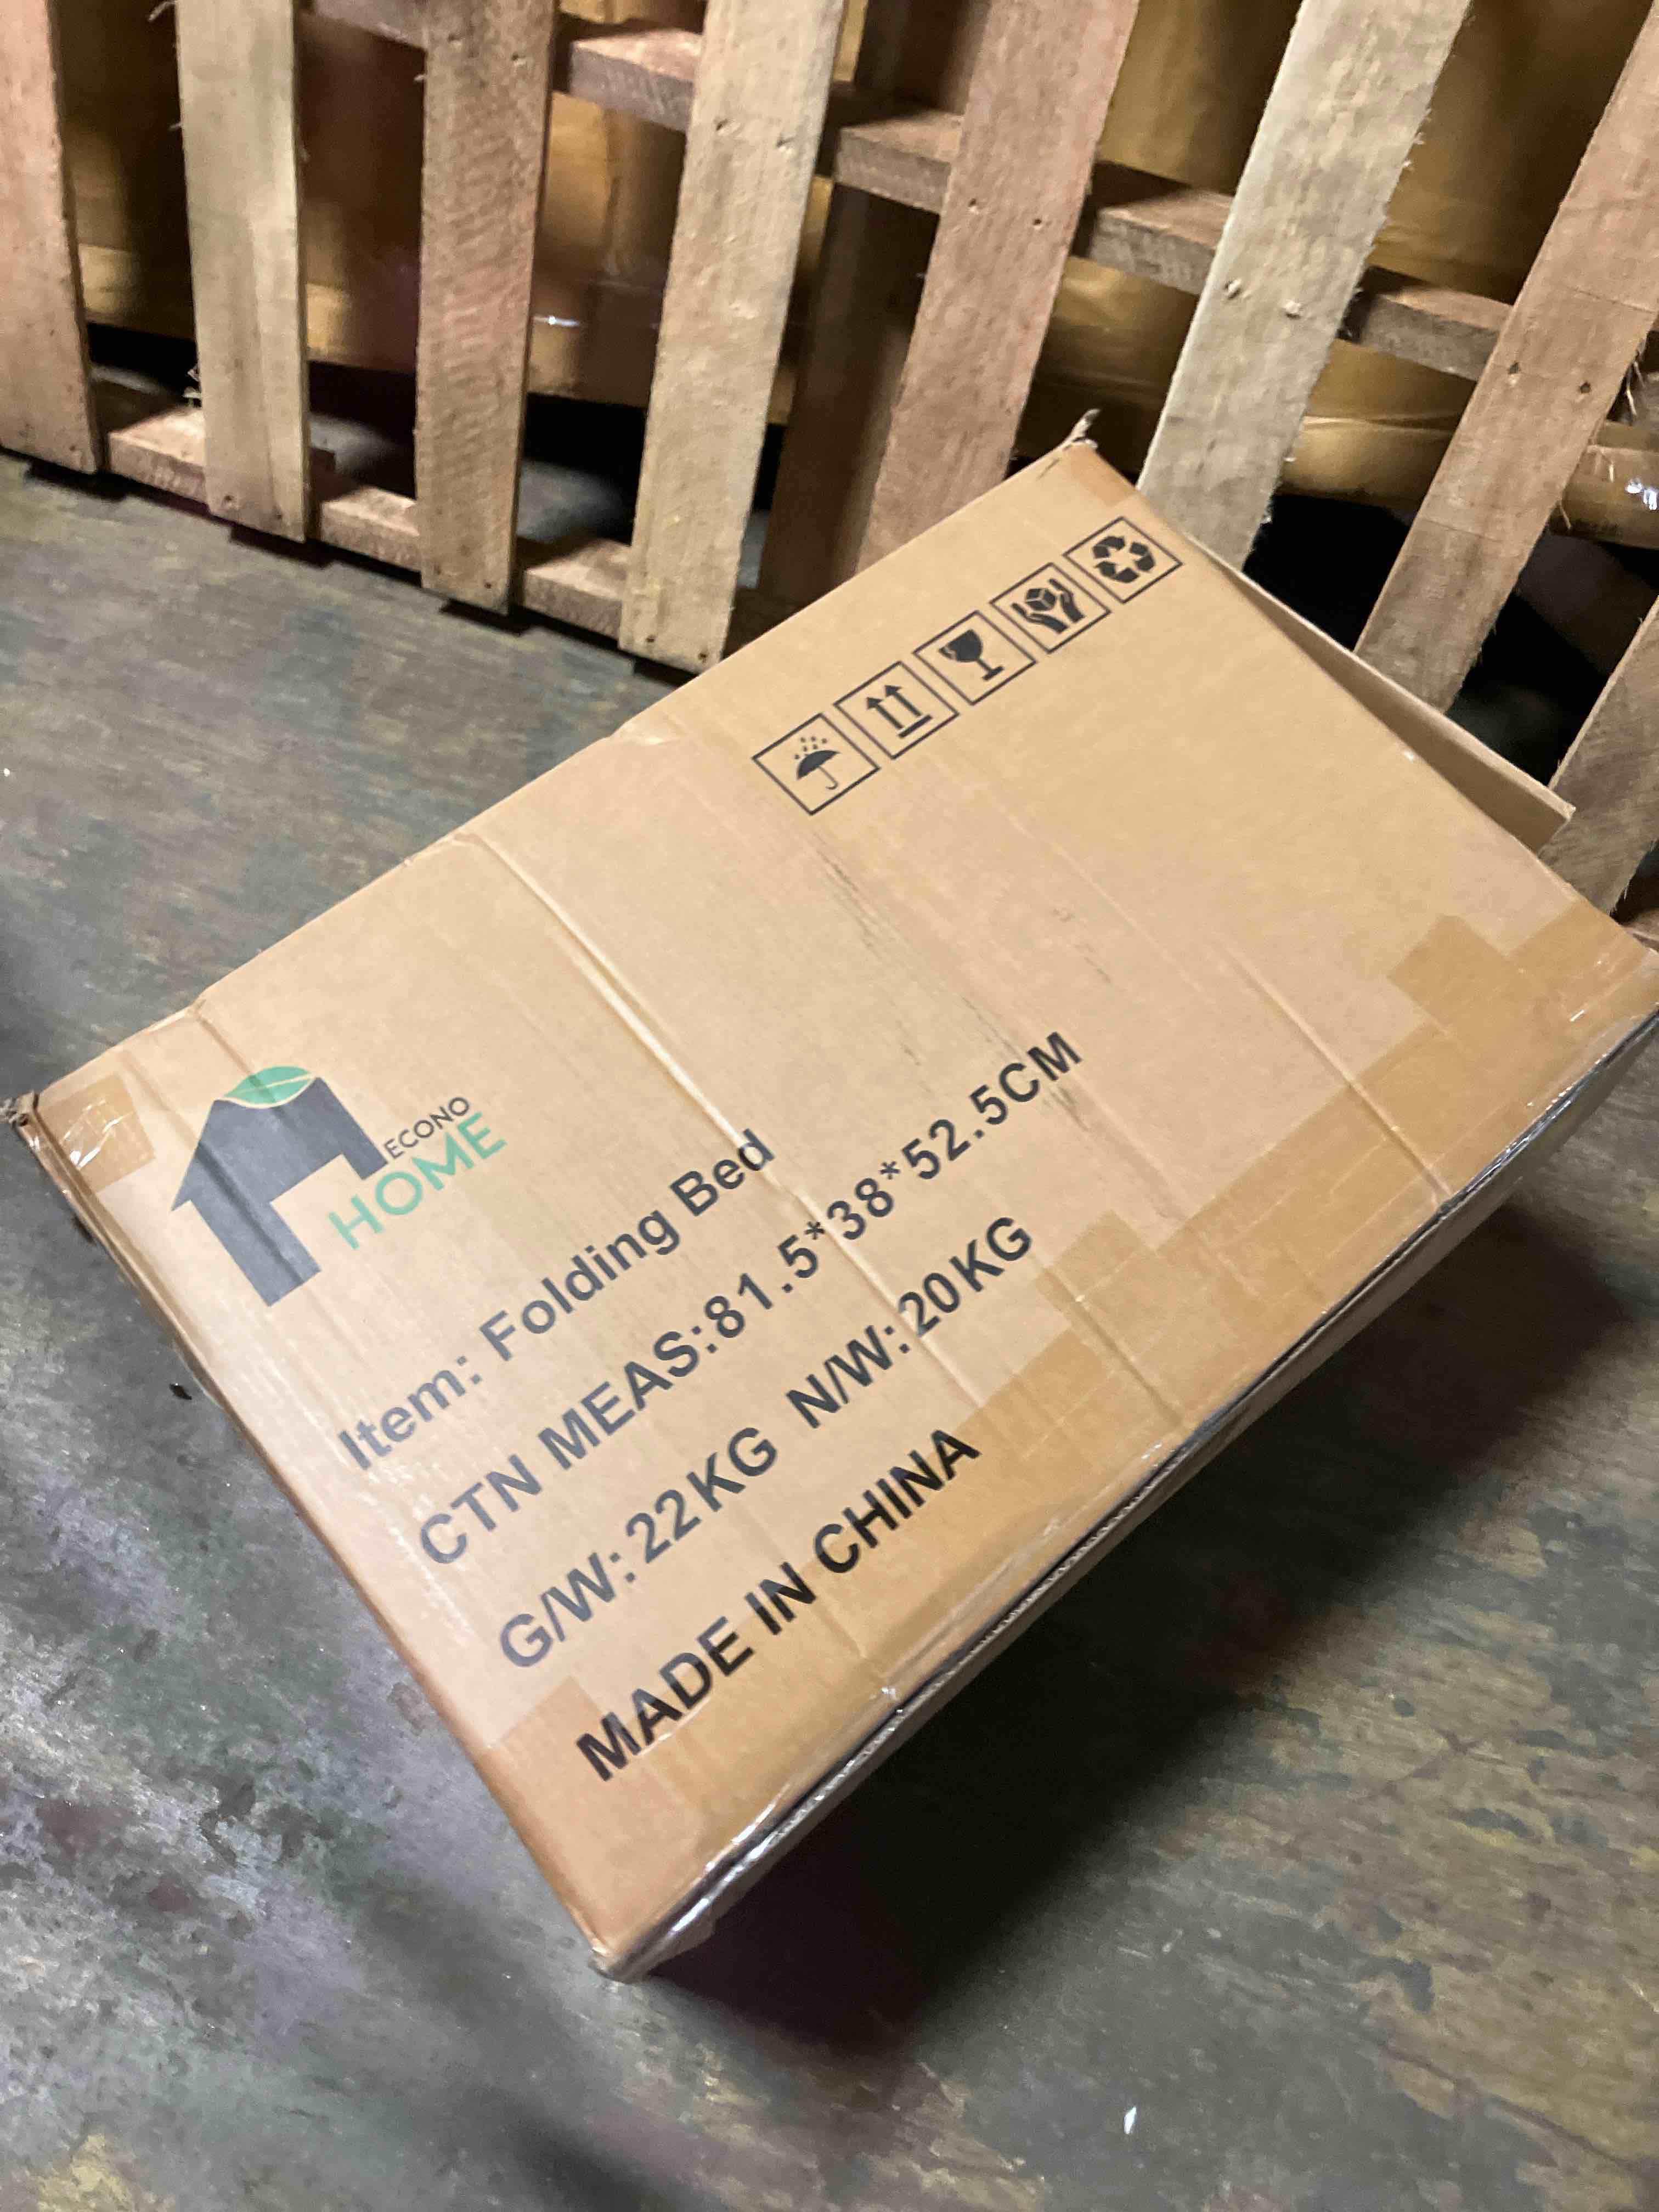 ECONO
HOME
Item: Folding Bed
CTN MEAS:81.5*38*52.5CM
G/W:22KG N/W:20KG
MADE IN CHINA